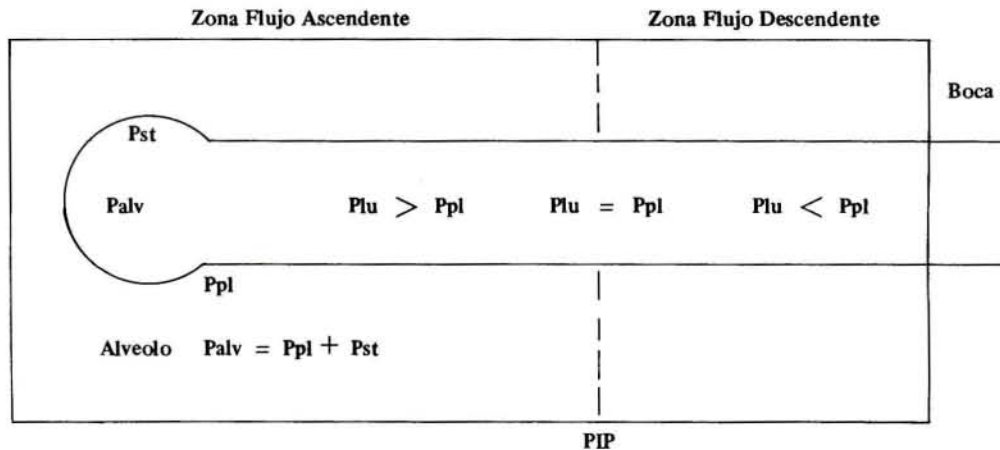 Zona Flujo Ascendente
Zona Flujo Descendente
Boca
Pst
Palv
Plu > Ppl
Plu = Ppl
Plu < Ppl
Ppl
Alveolo Palv = Ppl + Pst
PIP